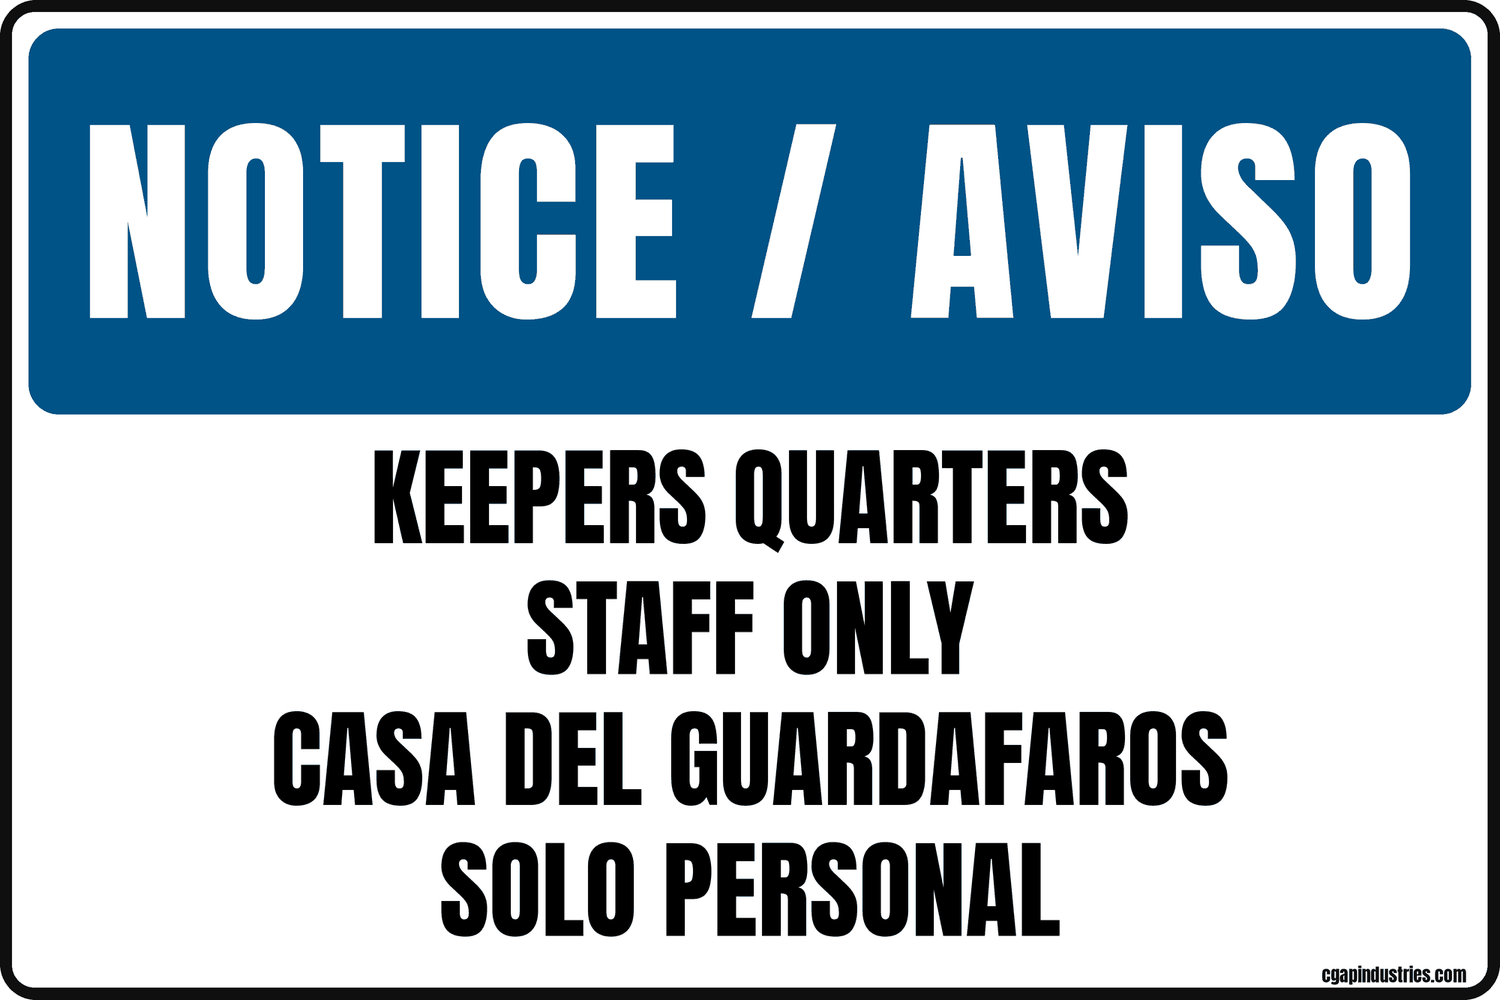 NOTICE / AVISO
KEEPERS QUARTERS
STAFF ONLY
CASA DEL GUARDAFAROS
SOLO PERSONAL
cgapindustries.com